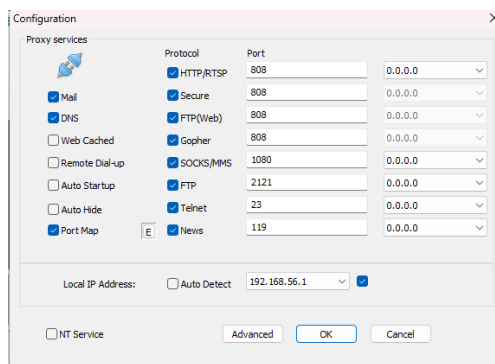 Configuration
Proxy services
Protocol Port
HTTP/RTSP 808 0.0.0.0
Mail Secure 808 0.0.0.0
DNS FTP(Web) 808 0.0.0.0
Web Cached Gopher 808 0.0.0.0
Remote Dial-up SOCKS/MMS 1080 0.0.0.0
Auto Startup FTP 2121 0.0.0.0
Auto Hide Telnet 23 0.0.0.0
Port Map E News 119 0.0.0.0
Local IP Address: Auto Detect 192.168.56.1
NT Service Advanced OK Cancel